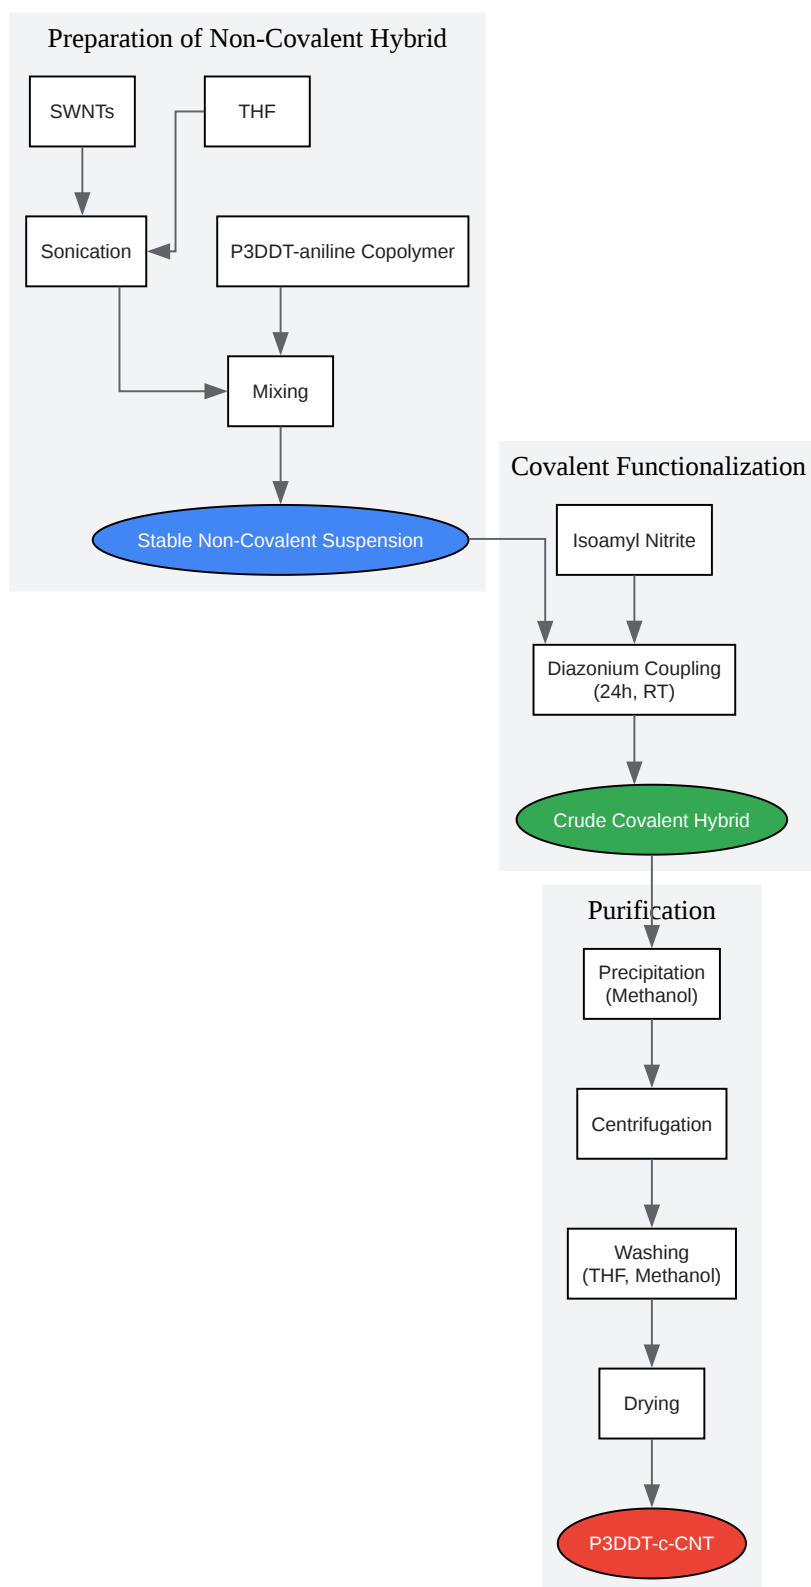 Preparation of Non-Covalent Hybrid
SWNTs
THF
Sonication
P3DDT-aniline Copolymer
Mixing
Stable Non-Covalent Suspension
Covalent Functionalization
Isoamyl Nitrite
Diazonium Coupling
(24h, RT)
Crude Covalent Hybrid
Purification
Precipitation
(Methanol)
Centrifugation
Washing
(THF, Methanol)
Drying
P3DDT-c-CNT